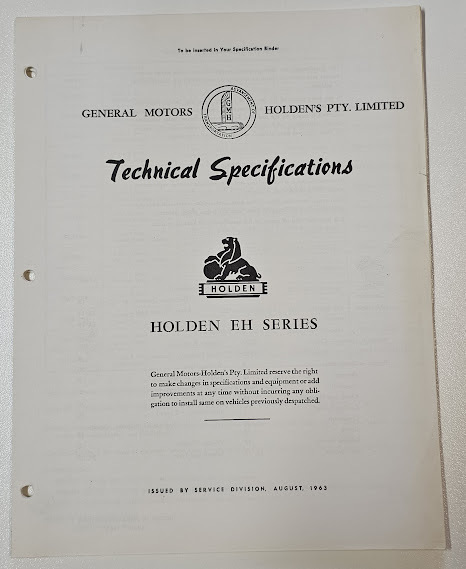 To be inserted in Your Specification Binder
GENERAL MOTORS HOLDEN'S PTY. LIMITED
GMH
Technical Specifications
HOLDEN
HOLDEN EH SERIES
General Motors-Holden's Pty. Limited reserve the right
to make changes in specifications and equipment or add
improvements at any time without incurring any obli-
gation to install same on vehicles previously despatched.
ISSUED BY SERVICE DIVISION, AUGUST, 1963